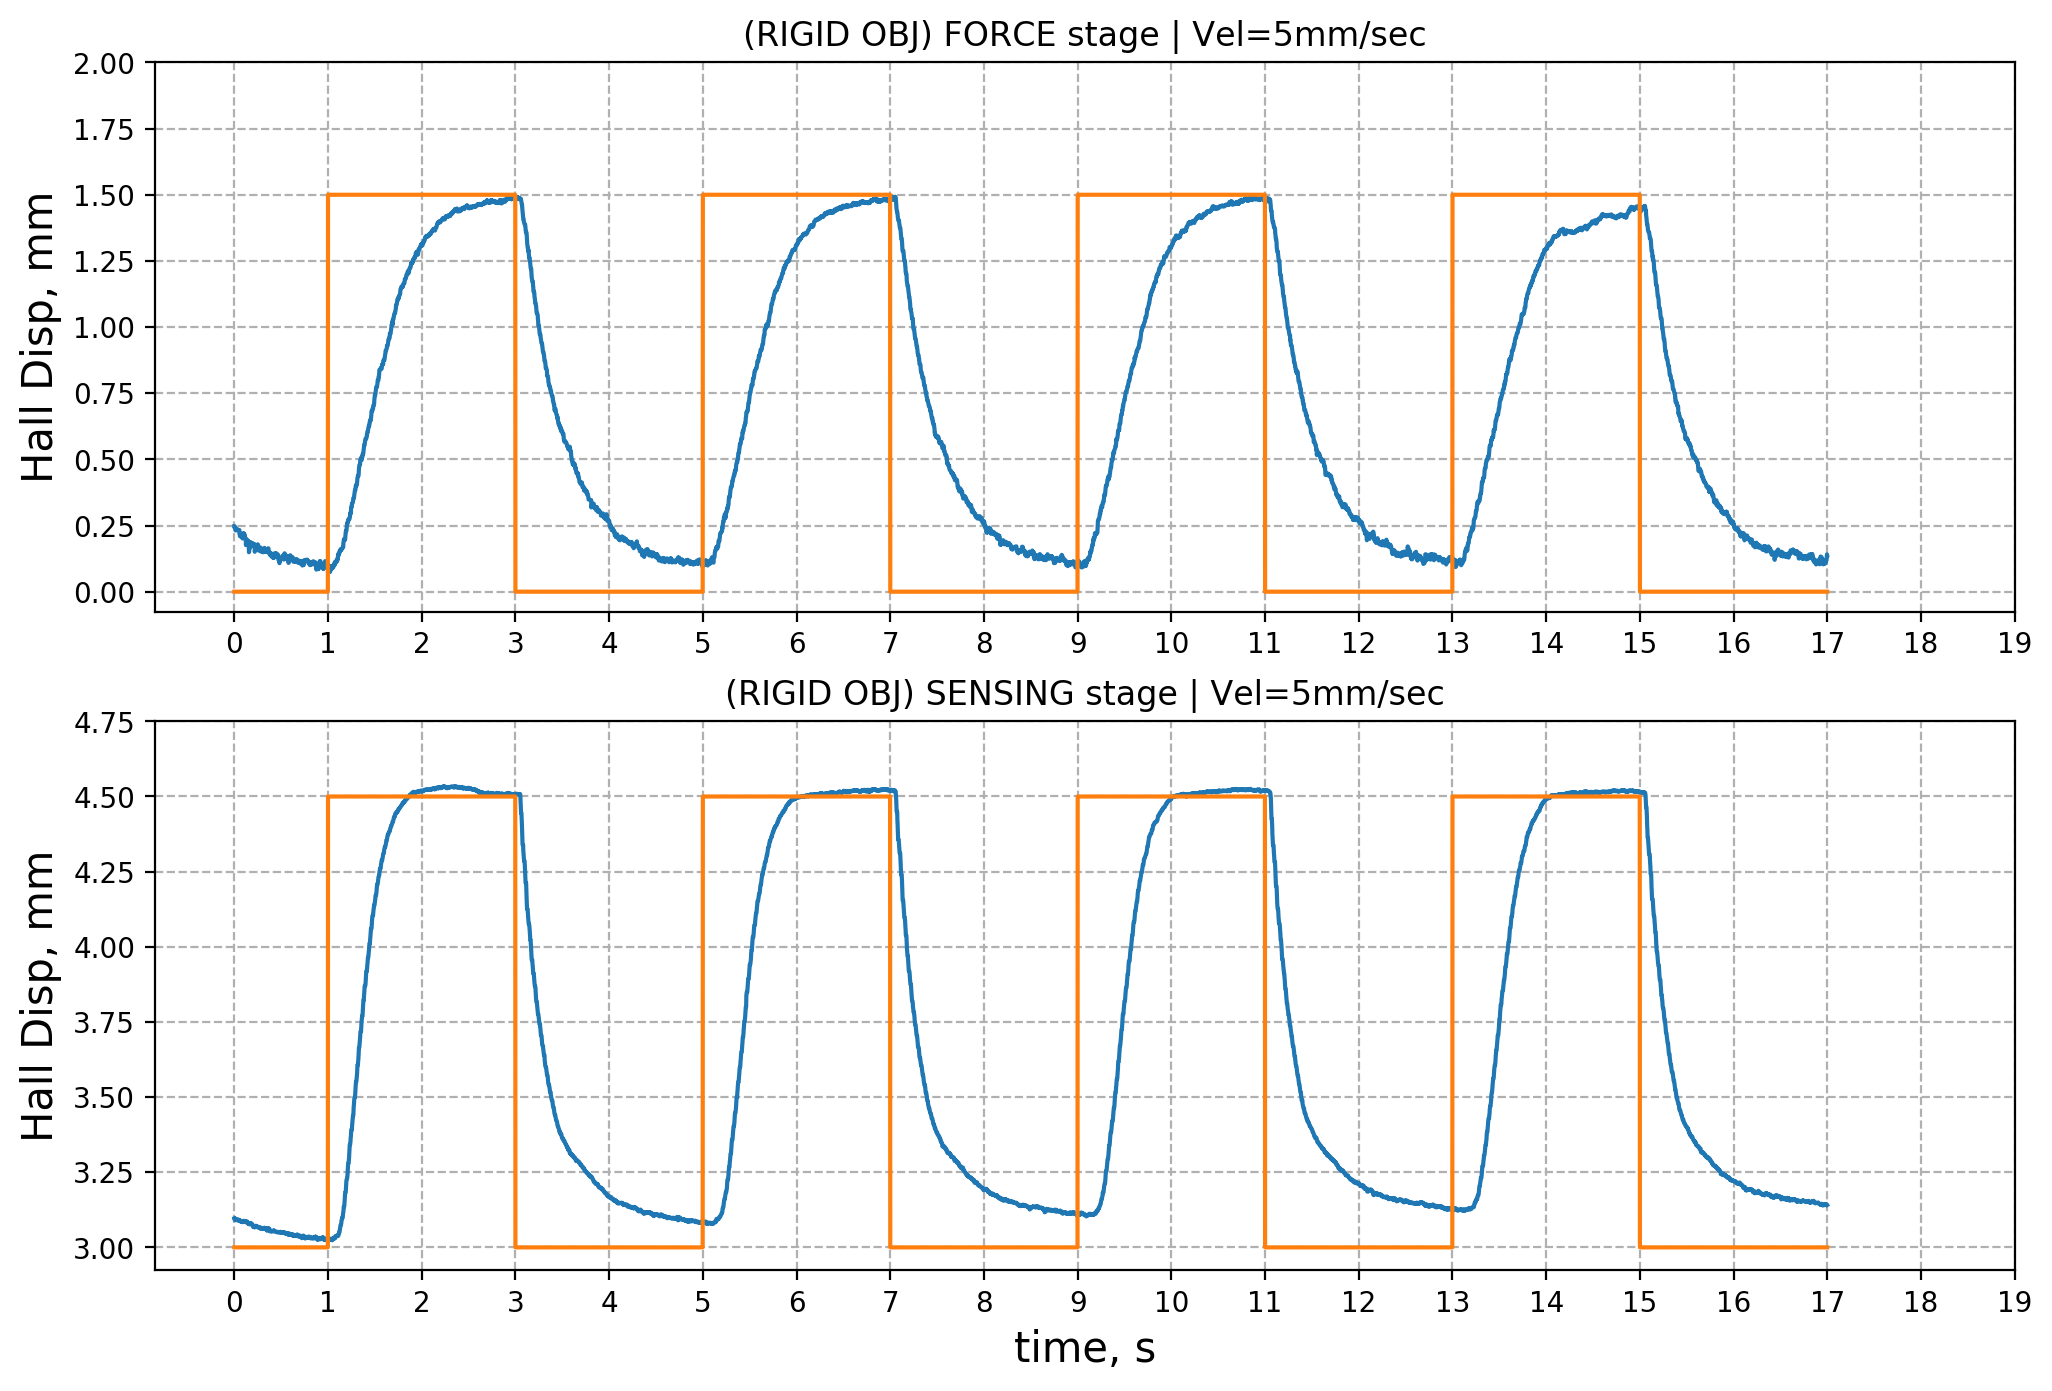 (RIGID OBJ) FORCE stage | Vel=5mm/sec
2.00
1.75
1.50
1.25
1.00
0.75
0.50
0.25
0.00
Hall Disp, mm
0 1 2 3 4 5 6 7 8 9 10 11 12 13 14 15 16 17 18 19
(RIGID OBJ) SENSING stage | Vel=5mm/sec
4.75
4.50
4.25
4.00
3.75
3.50
3.25
3.00
Hall Disp, mm
0 1 2 3 4 5 6 7 8 9 10 11 12 13 14 15 16 17 18 19
time, s